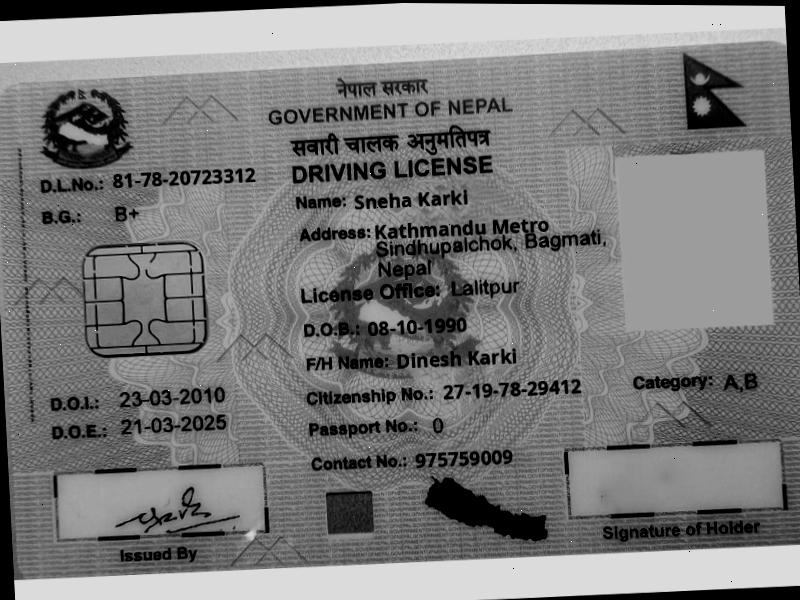 नेपाल सरकार
GOVERNMENT OF NEPAL
सवारी चालक अनुमतिपत्र
DRIVING LICENSE
D.L.No.: 81-78-20723312
B.G.: B+
Name: Sneha Karki
Address: Kathmandu Metro
Sindhupalchok, Bagmati,
Nepal
License Office: Lalitpur
D.O.B.: 08-10-1990
F/H Name: Dinesh Karki
Citizenship No.: 27-19-78-29412
Category: A,B
D.O.I.: 23-03-2010
D.O.E.: 21-03-2025
Passport No.: 0
Contact No.: 975759009
Issued By
Signature of Holder